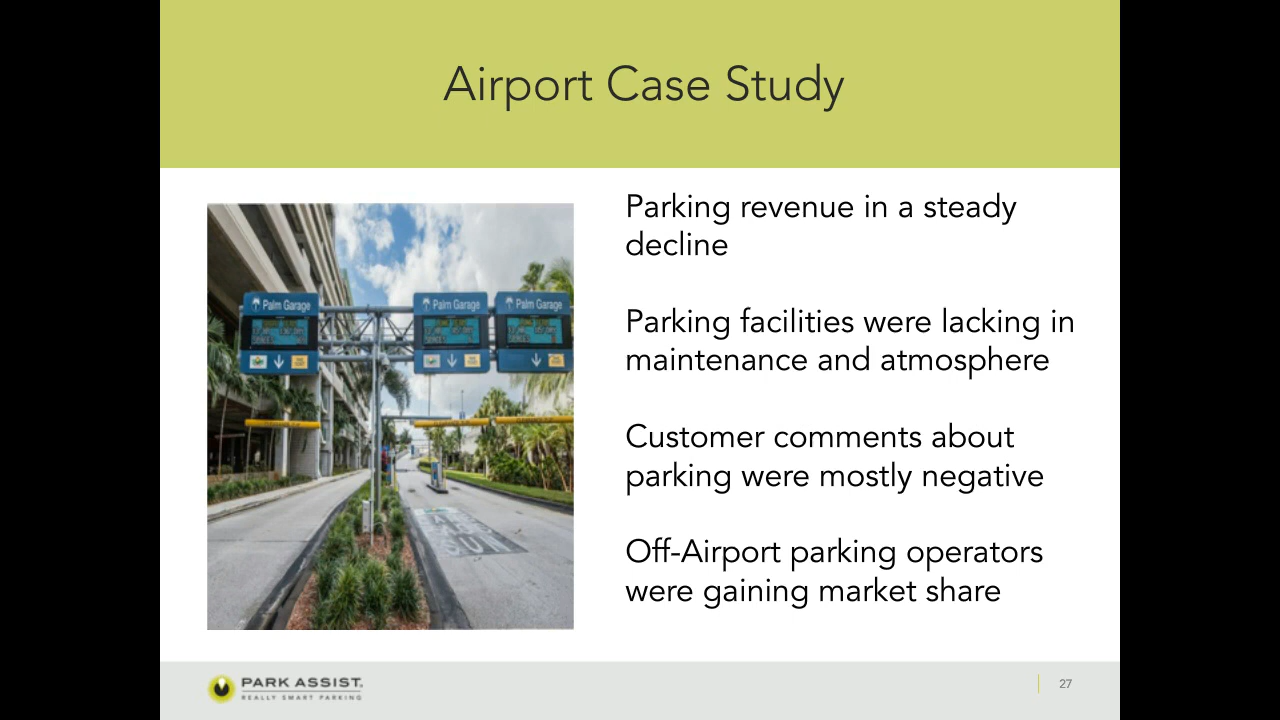 Airport Case Study
Parking revenue in a steady
decline
Parking facilities were lacking in
maintenance and atmosphere
Customer comments about
parking were mostly negative
Off-Airport parking operators
were gaining market share
Palm Garage
Palm Garage
Palm Garage
PARK ASSIST.
REALLY SMART PARKING
27